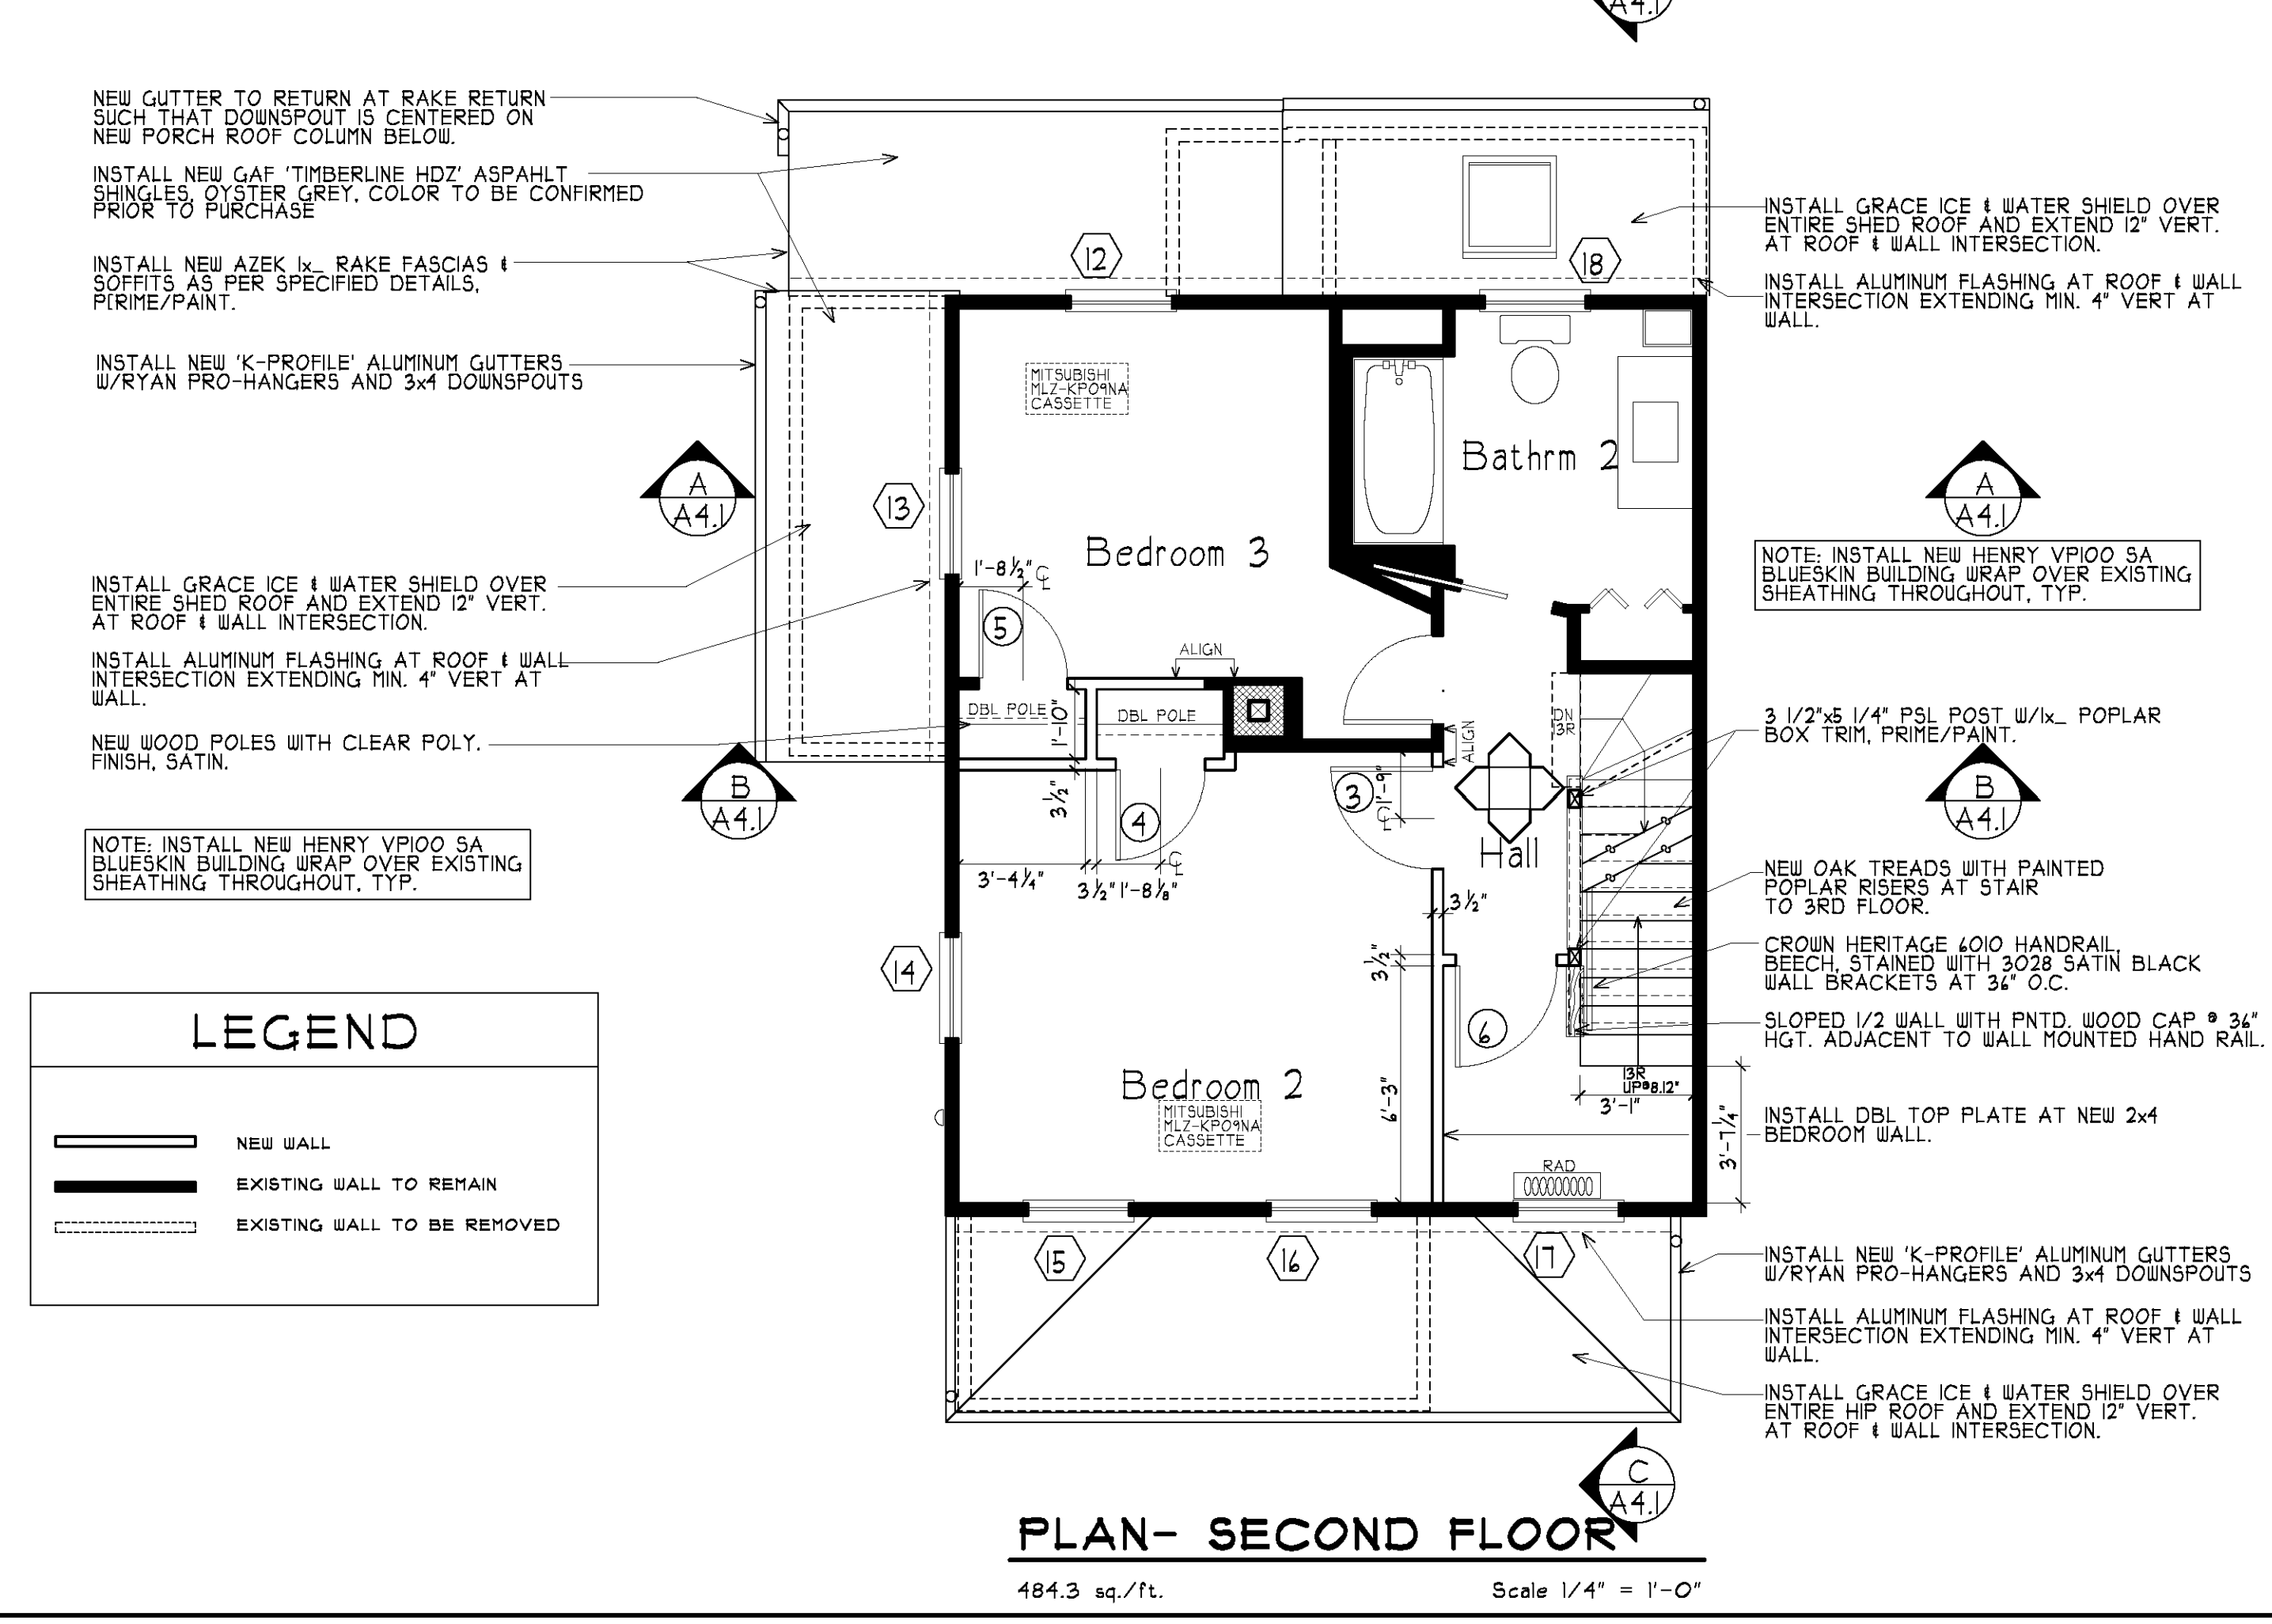 A4.1
NEW GUTTER TO RETURN AT RAKE RETURN
SUCH THAT DOWNSPOUT IS CENTERED ON
NEW PORCH ROOF COLUMN BELOW.
INSTALL NEW GAF 'TIMBERLINE HDZ' ASPAHLT
SHINGLES, OYSTER GREY, COLOR TO BE CONFIRMED
PRIOR TO PURCHASE
INSTALL NEW AZEK 1x_ RAKE FASCIAS &
SOFFITS AS PER SPECIFIED DETAILS,
P[RIME/PAINT.
INSTALL NEW 'K-PROFILE' ALUMINUM GUTTERS
W/RYAN PRO-HANGERS AND 3x4 DOWNSPOUTS
A
A4.1
INSTALL GRACE ICE & WATER SHIELD OVER
ENTIRE SHED ROOF AND EXTEND 12" VERT.
AT ROOF & WALL INTERSECTION.
INSTALL ALUMINUM FLASHING AT ROOF & WALL
INTERSECTION EXTENDING MIN. 4" VERT AT
WALL.
NEW WOOD POLES WITH CLEAR POLY.
FINISH, SATIN.
B
A4.1
NOTE: INSTALL NEW HENRY VP100 SA
BLUESKIN BUILDING WRAP OVER EXISTING
SHEATHING THROUGHOUT, TYP.
LEGEND
NEW WALL
EXISTING WALL TO REMAIN
EXISTING WALL TO BE REMOVED
12
18
13
MITSUBISHI
MLZ-KP09NA
CASSETTE
Bathrm 2
Bedroom 3
1'-8 1/2" CL
5
ALIGN
DBL POLE
1'-10"
DBL POLE
ALIGN
DN
13R
3 1/2"
4
3
1'-9"
CL
Hall
3'-4 1/4"
3 1/2"
1'-8 1/8"
CL
3 1/2"
3 1/2"
14
6
Bedroom 2
MITSUBISHI
MLZ-KP09NA
CASSETTE
6'-3"
13R
UP@8.12"
3'-1"
3'-7 1/4"
RAD
15
16
17
INSTALL GRACE ICE & WATER SHIELD OVER
ENTIRE SHED ROOF AND EXTEND 12" VERT.
AT ROOF & WALL INTERSECTION.
INSTALL ALUMINUM FLASHING AT ROOF & WALL
INTERSECTION EXTENDING MIN. 4" VERT AT
WALL.
A
A4.1
NOTE: INSTALL NEW HENRY VP100 SA
BLUESKIN BUILDING WRAP OVER EXISTING
SHEATHING THROUGHOUT, TYP.
3 1/2"x5 1/4" PSL POST W/1x_ POPLAR
BOX TRIM, PRIME/PAINT.
B
A4.1
NEW OAK TREADS WITH PAINTED
POPLAR RISERS AT STAIR
TO 3RD FLOOR.
CROWN HERITAGE 6010 HANDRAIL,
BEECH, STAINED WITH 3028 SATIN BLACK
WALL BRACKETS AT 36" O.C.
SLOPED 1/2 WALL WITH PNTD. WOOD CAP @ 36"
HGT. ADJACENT TO WALL MOUNTED HAND RAIL.
INSTALL DBL TOP PLATE AT NEW 2x4
BEDROOM WALL.
INSTALL NEW 'K-PROFILE' ALUMINUM GUTTERS
W/RYAN PRO-HANGERS AND 3x4 DOWNSPOUTS
INSTALL ALUMINUM FLASHING AT ROOF & WALL
INTERSECTION EXTENDING MIN. 4" VERT AT
WALL.
INSTALL GRACE ICE & WATER SHIELD OVER
ENTIRE HIP ROOF AND EXTEND 12" VERT.
AT ROOF & WALL INTERSECTION.
C
A4.1
PLAN- SECOND FLOOR
484.3 sq./ft.
Scale 1/4" = 1'-0"